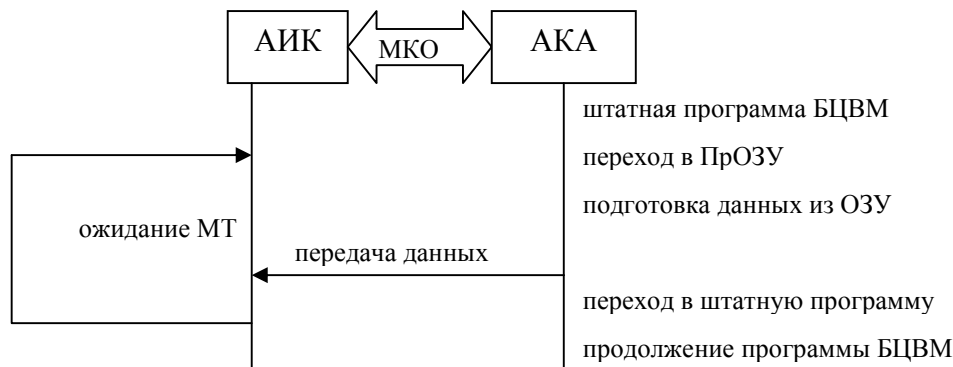 АИК
МКО
АКА
штатная программа БЦВМ
переход в ПрОЗУ
подготовка данных из ОЗУ
ожидание МТ
передача данных
переход в штатную программу
продолжение программы БЦВМ